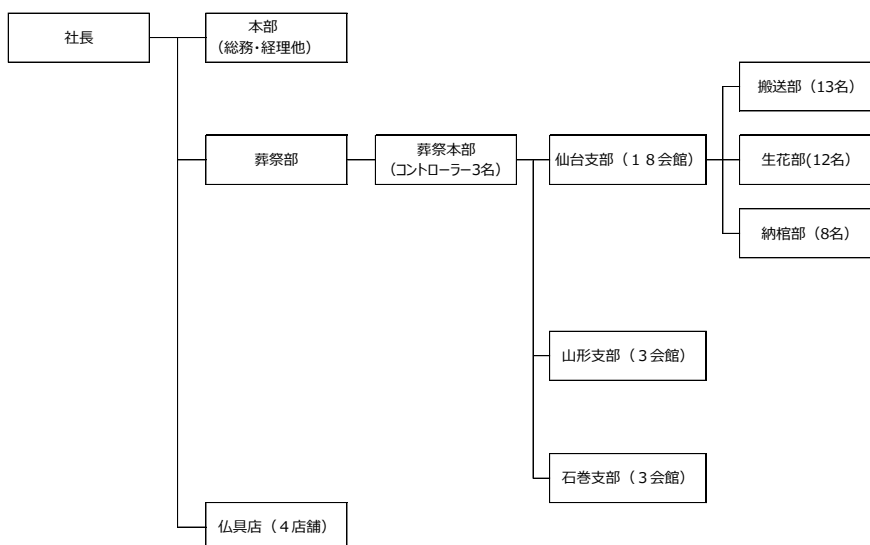 社長
本部
（総務・経理他）
搬送部（13名）
葬祭部
葬祭本部
（コントローラー3名）
仙台支部（１８会館）
生花部(12名)
納棺部（8名）
山形支部（３会館）
石巻支部（３会館）
仏具店（４店舗）